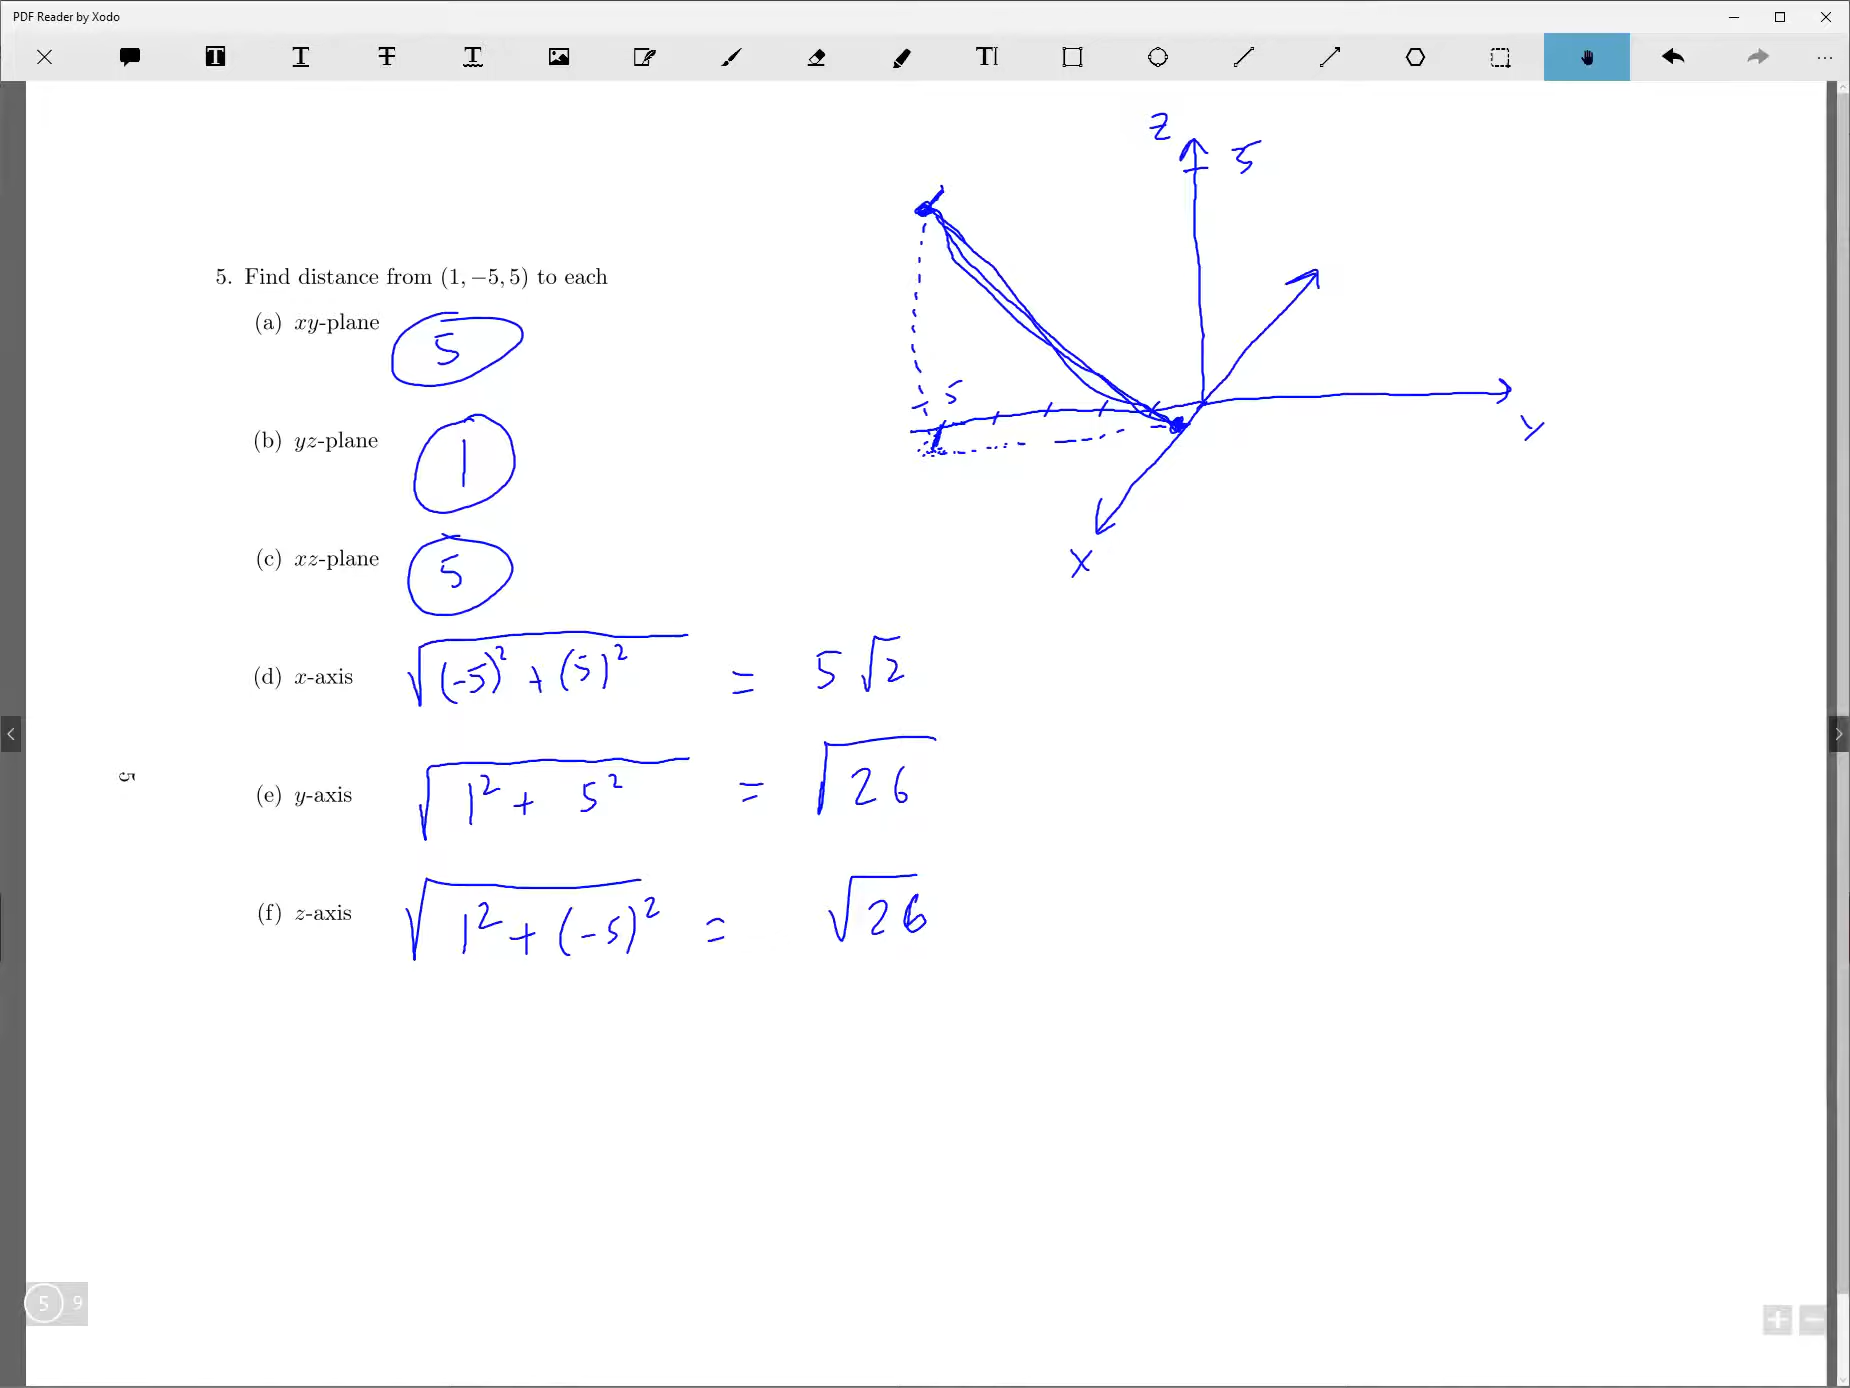 PDF Reader by Xodo
z
5
5. Find distance from (1, −5, 5) to each
(a) xy-plane 5
5
y
(b) yz-plane 1
(c) xz-plane 5
x
(d) x-axis √((-5)² + (5)²) = 5√2
(e) y-axis √(1² + 5²) = √26
5
(f) z-axis √(1² + (-5)²) = √26
5 9